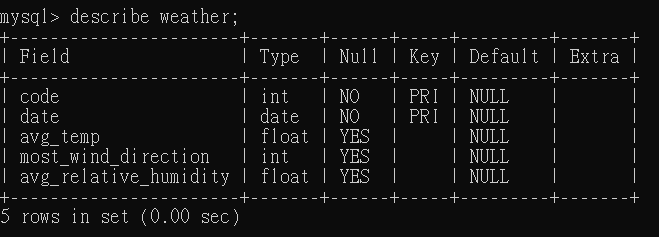 mysql> describe weather;
+-----------------------+-------+------+-----+---------+-------+
| Field                 | Type  | Null | Key | Default | Extra |
+-----------------------+-------+------+-----+---------+-------+
| code                  | int   | NO   | PRI | NULL    |       |
| date                  | date  | NO   | PRI | NULL    |       |
| avg_temp              | float | YES  |     | NULL    |       |
| most_wind_direction   | int   | YES  |     | NULL    |       |
| avg_relative_humidity | float | YES  |     | NULL    |       |
+-----------------------+-------+------+-----+---------+-------+
5 rows in set (0.00 sec)